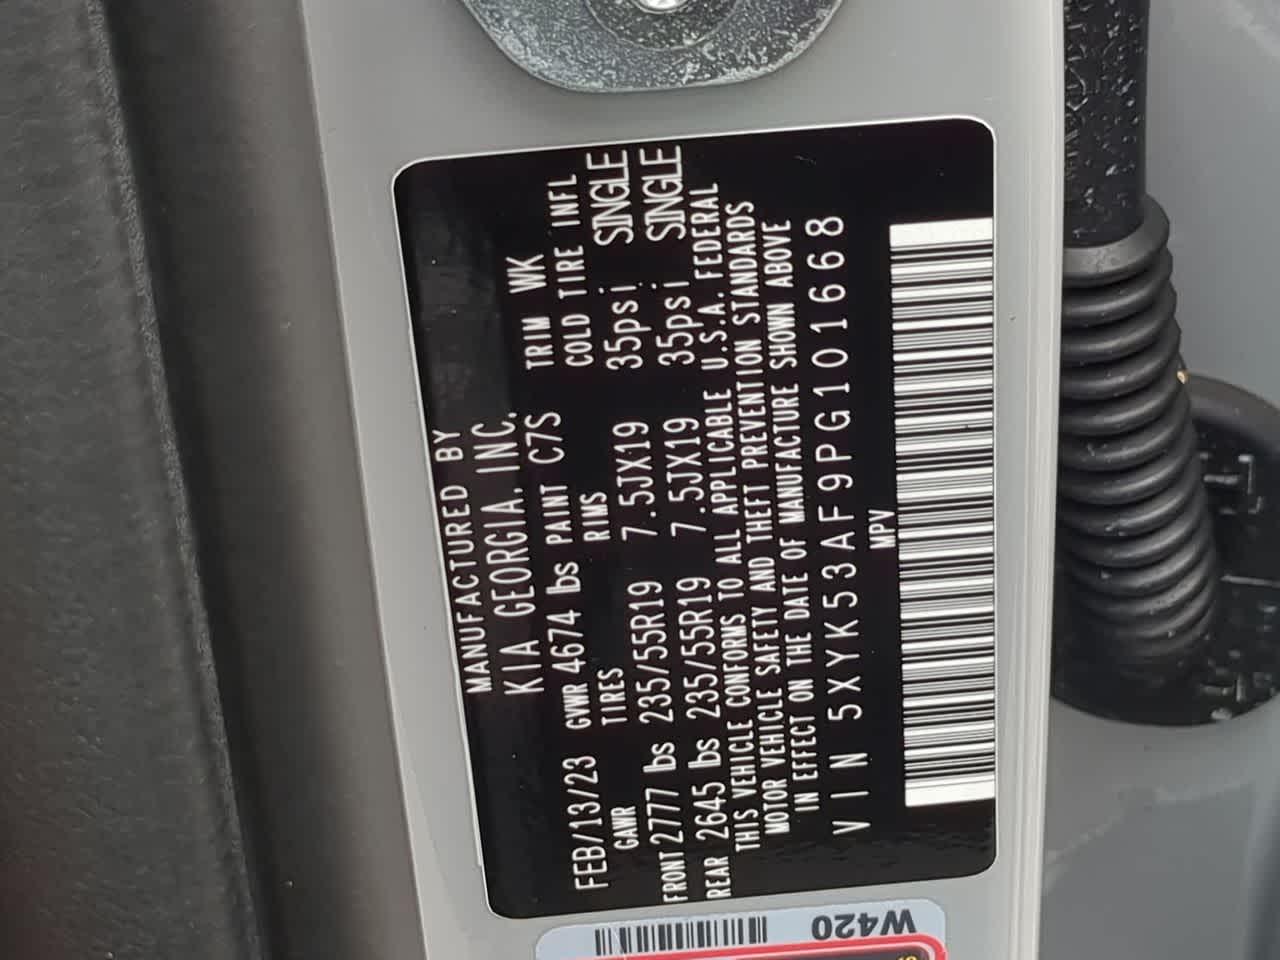 MANUFACTURED BY
KIA GEORGIA, INC.
FEB/13/23 GVWR 4674 lbs PAINT C7S TRIM WK
GAWR TIRES RIMS COLD TIRE INFL
FRONT 2777 lbs 235/55R19 7.5JX19 35psi SINGLE
REAR 2645 lbs 235/55R19 7.5JX19 35psi SINGLE
THIS VEHICLE CONFORMS TO ALL APPLICABLE U.S.A. FEDERAL
MOTOR VEHICLE SAFETY AND THEFT PREVENTION STANDARDS
IN EFFECT ON THE DATE OF MANUFACTURE SHOWN ABOVE
VIN 5XYK53AF9PG101668
MPV
W420